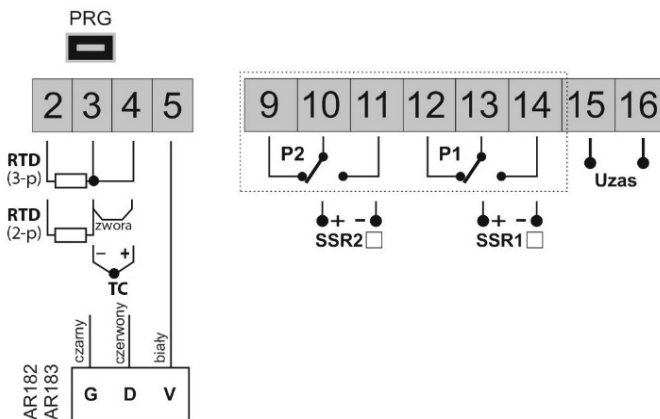 PRG
2 3 4 5
9 10 11 12 13 14 15 16
RTD
(3-p)
P2
P1
Uzas
RTD
(2-p)
zwora
– +
TC
+ –
SSR2
+ –
SSR1
czarny
czerwony
biały
AR182
AR183
G D V